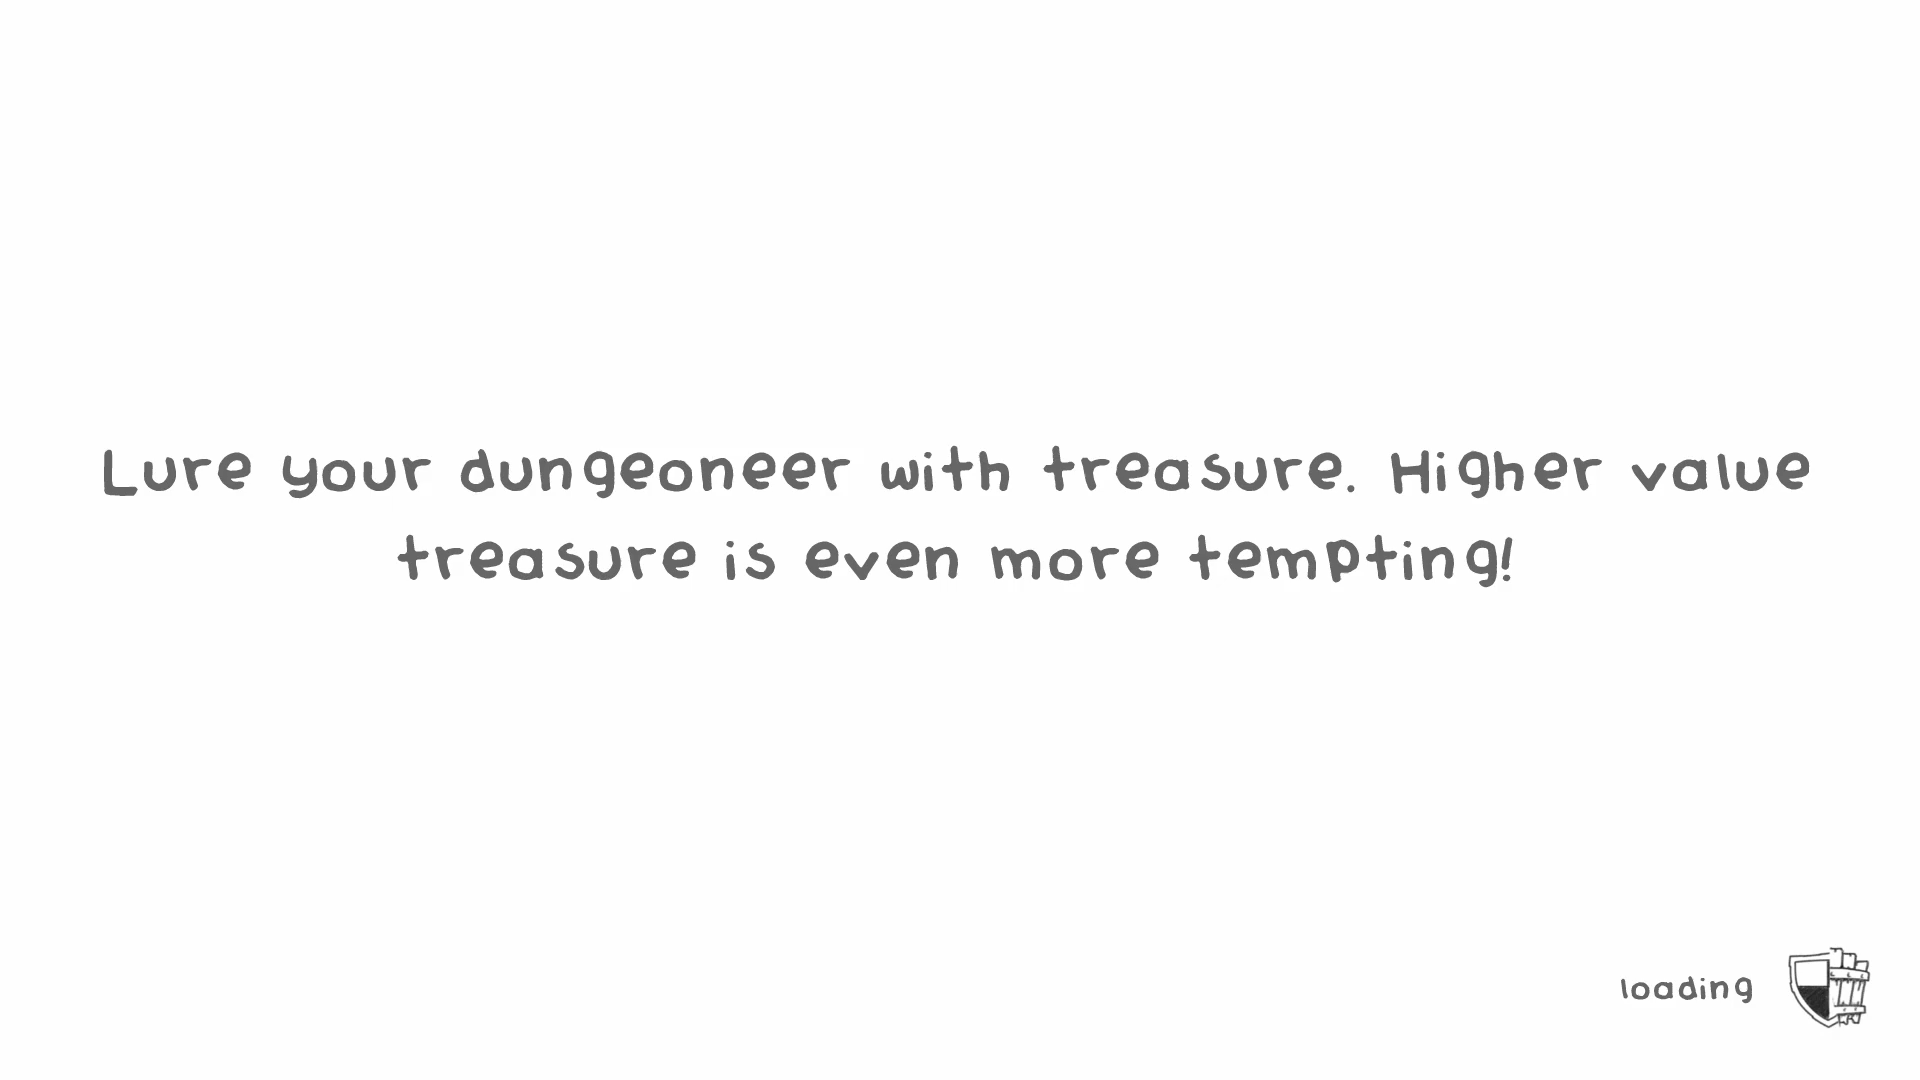 Lure your dungeoneer with treasure. Higher value
treasure is even more tempting!
loading